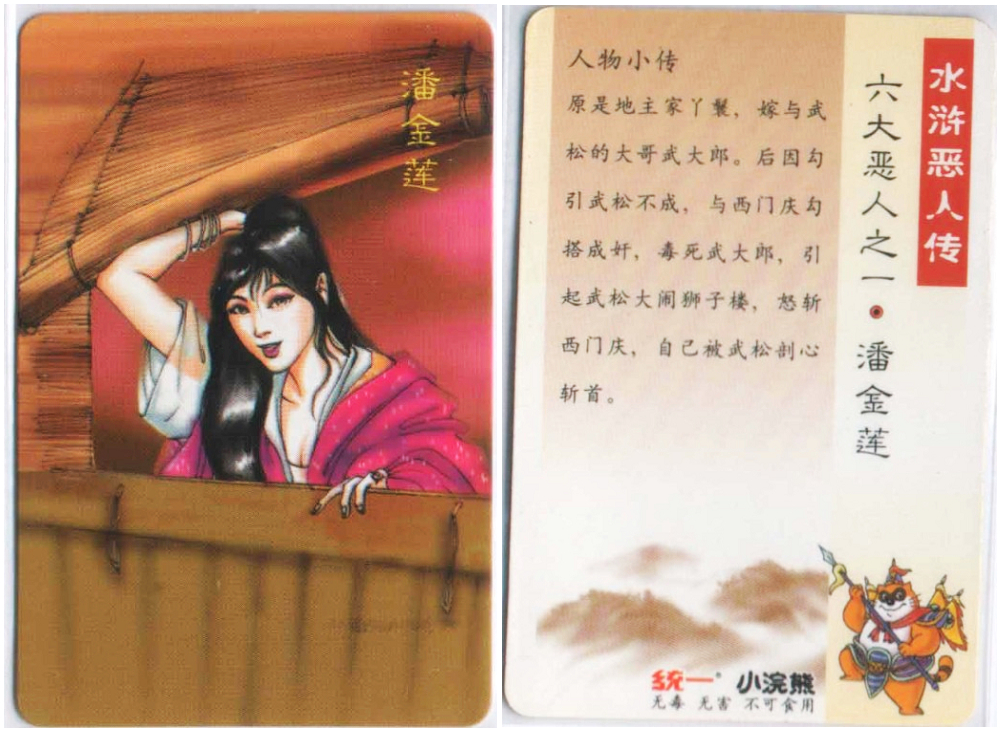 潘金莲
水浒恶人传
六大恶人之一·潘金莲
人物小传
原是地主家丫鬟，嫁与武
松的大哥武大郎。后因勾
引武松不成，与西门庆勾
搭成奸，毒死武大郎，引
起武松大闹狮子楼，怒斩
西门庆，自己被武松剖心
斩首。
统一 小浣熊
无毒 无害 不可食用